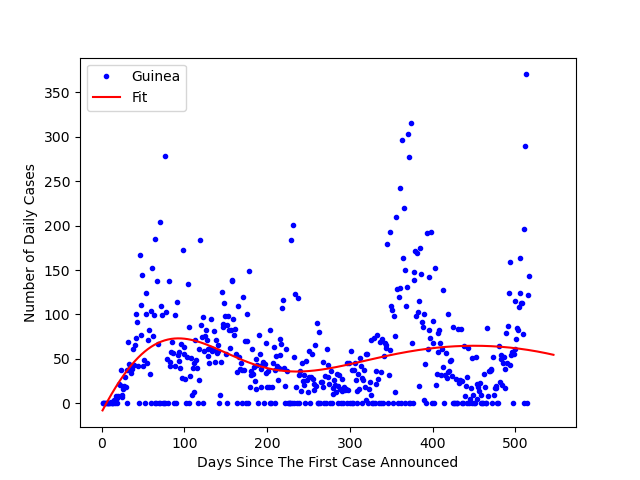 Guinea
Fit
Number of Daily Cases
350
300
250
200
150
100
50
0
0 100 200 300 400 500
Days Since The First Case Announced